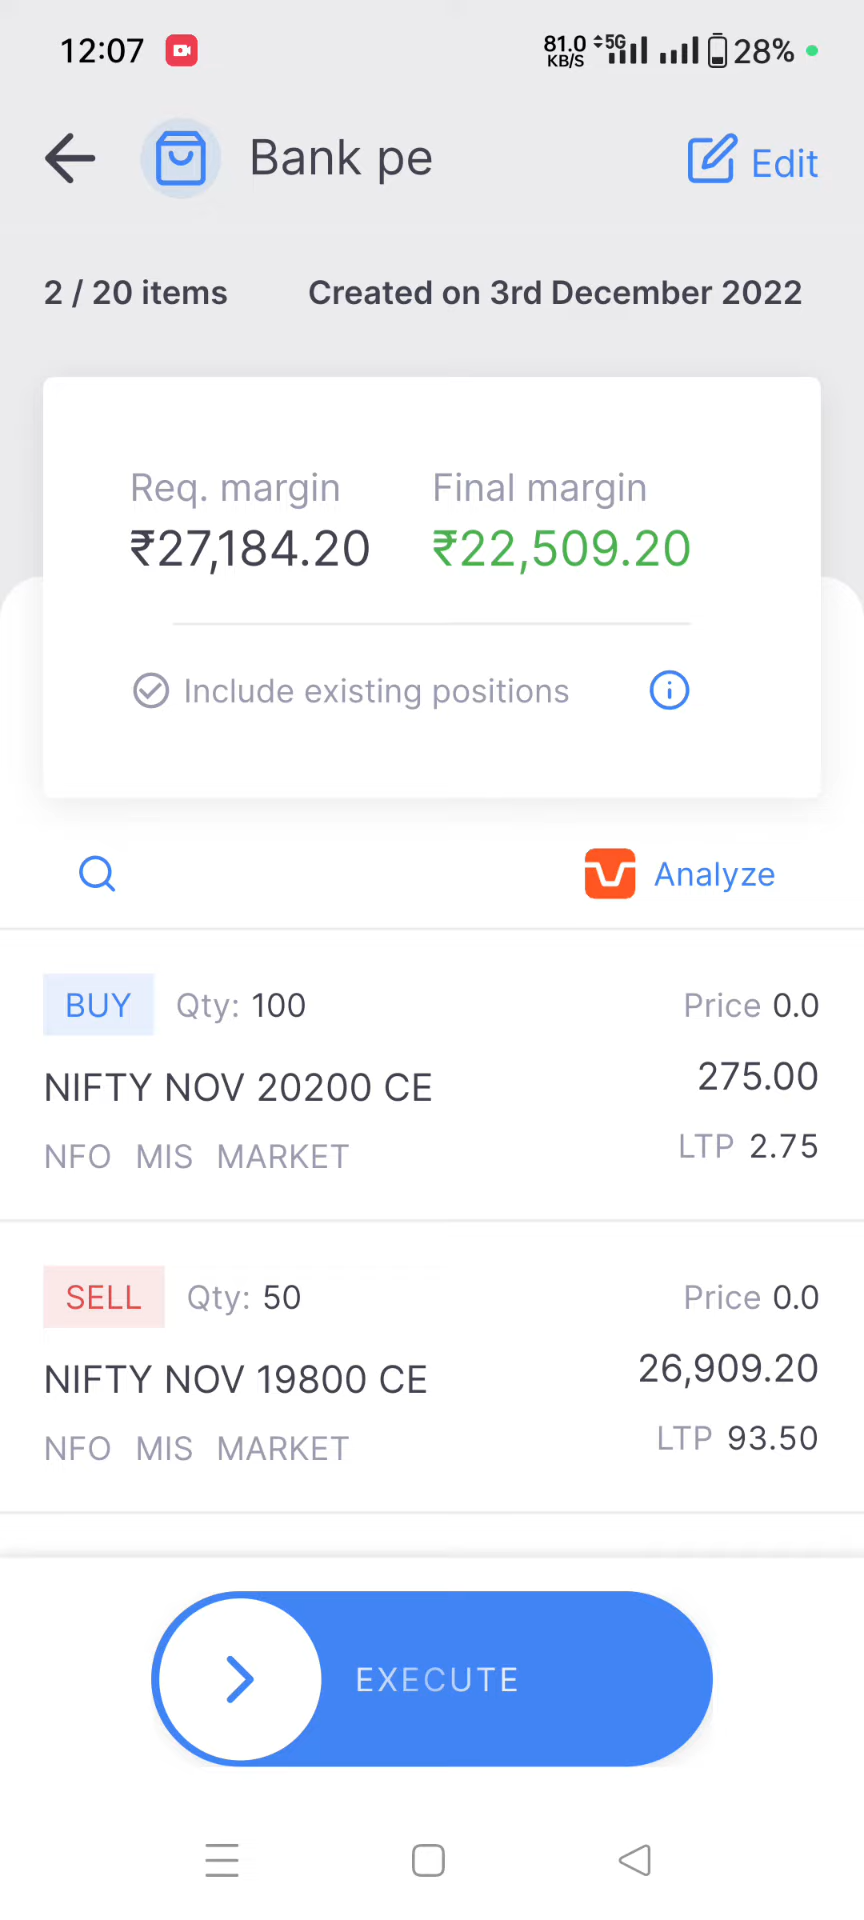 12:07 81.0 KB/S 5G 28%
Bank pe Edit
2 / 20 items Created on 3rd December 2022
Req. margin Final margin
₹27,184.20 ₹22,509.20
Include existing positions
Analyze
BUY Qty: 100 Price 0.0
NIFTY NOV 20200 CE 275.00
NFO MIS MARKET LTP 2.75
SELL Qty: 50 Price 0.0
NIFTY NOV 19800 CE 26,909.20
NFO MIS MARKET LTP 93.50
EXECUTE